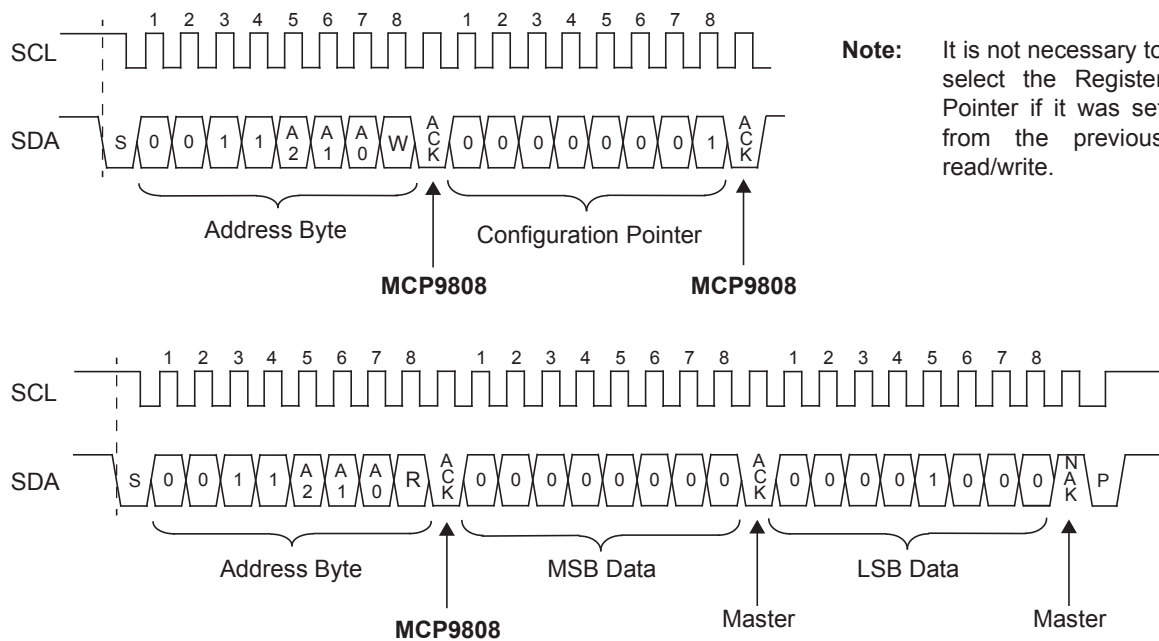 1 2 3 4 5 6 7 8 1 2 3 4 5 6 7 8
SCL
SDA S 0 0 1 1 A2 A1 A0 W ACK 0 0 0 0 0 0 0 1 ACK
Address Byte Configuration Pointer
MCP9808 MCP9808
Note: It is not necessary to
select the Register
Pointer if it was set
from the previous
read/write.
1 2 3 4 5 6 7 8 1 2 3 4 5 6 7 8 1 2 3 4 5 6 7 8
SCL
SDA S 0 0 1 1 A2 A1 A0 R ACK 0 0 0 0 0 0 0 0 ACK 0 0 0 0 1 0 0 0 NAK P
Address Byte MSB Data LSB Data
MCP9808 Master Master